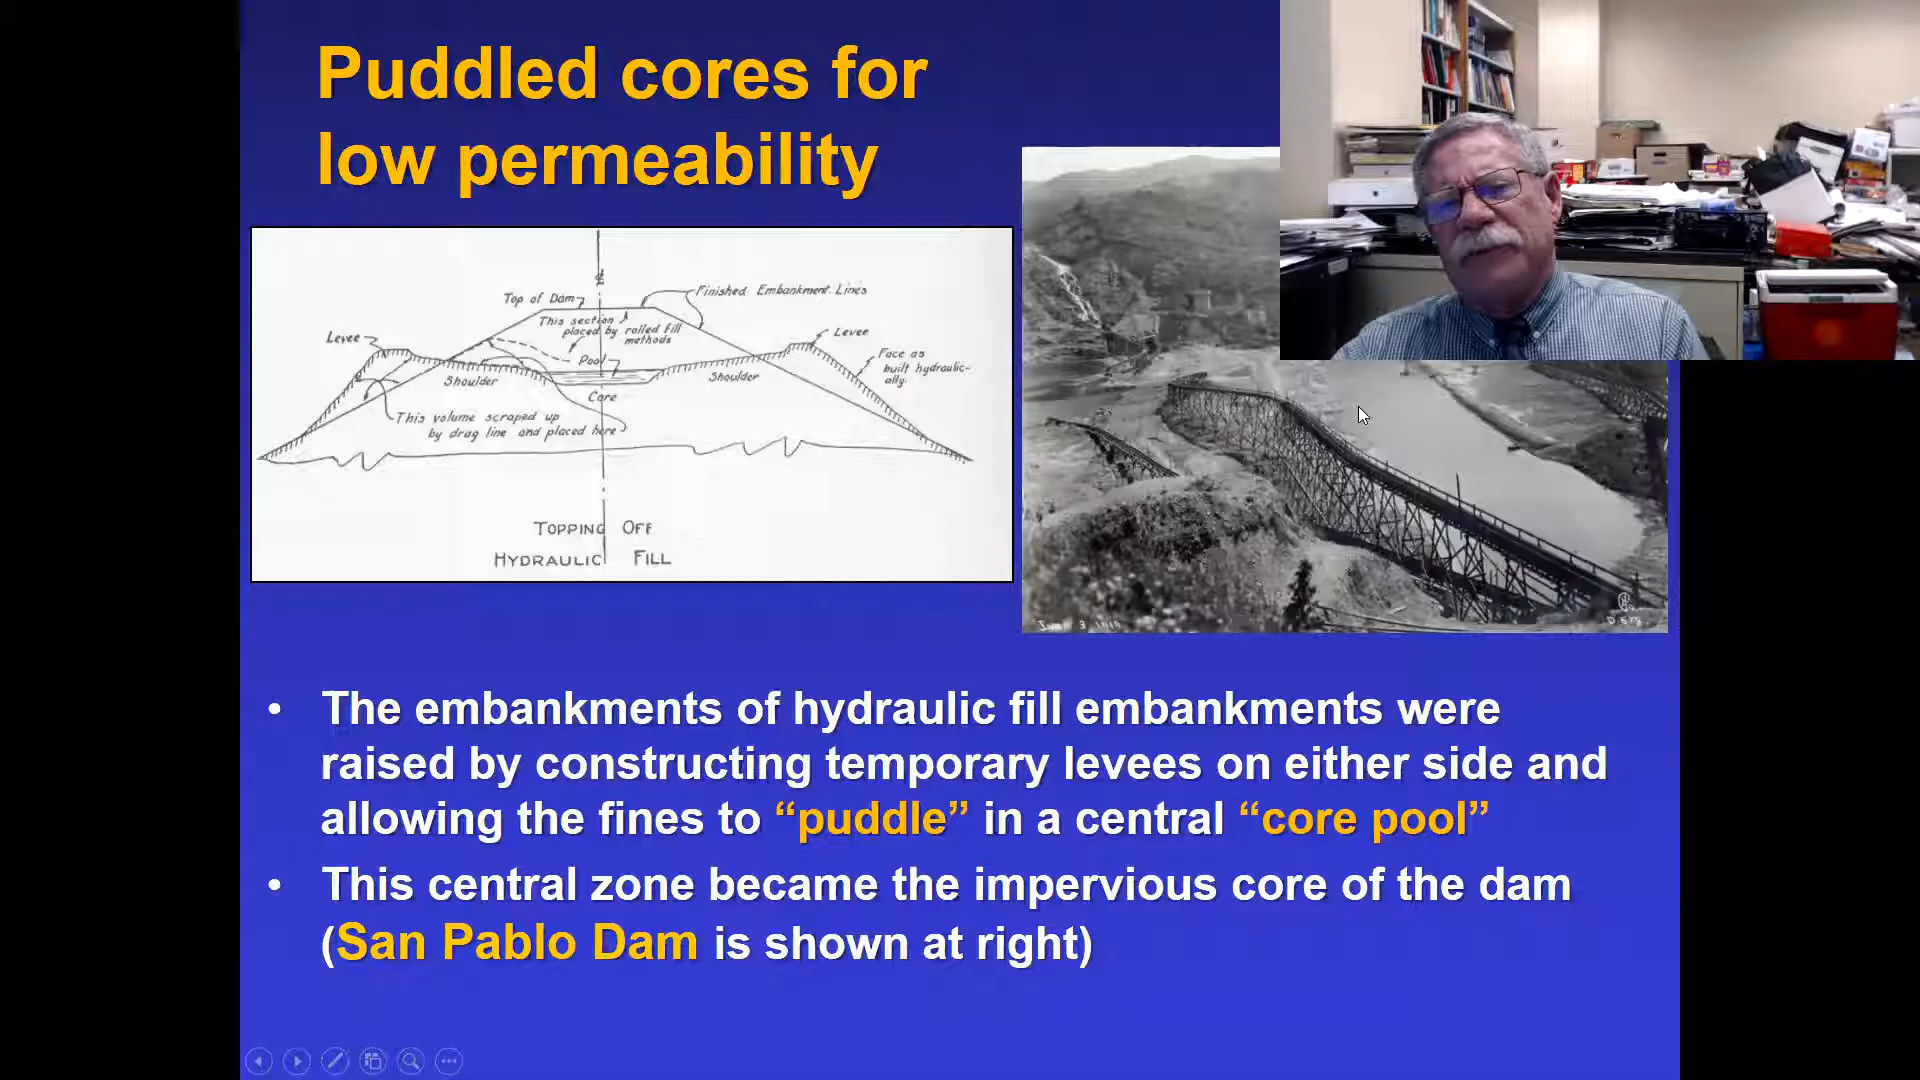 Puddled cores for
low permeability
Top of Dam
Finished Embankment Lines
This section
placed by rolled fill
methods
Levee
Levee
Pool
Face as
built hydraulic-
ally.
Shoulder
Shoulder
Core
This volume scraped up
by drag line and placed here
TOPPING OFF
HYDRAULIC FILL
• The embankments of hydraulic fill embankments were
raised by constructing temporary levees on either side and
allowing the fines to “puddle” in a central “core pool”
• This central zone became the impervious core of the dam
(San Pablo Dam is shown at right)